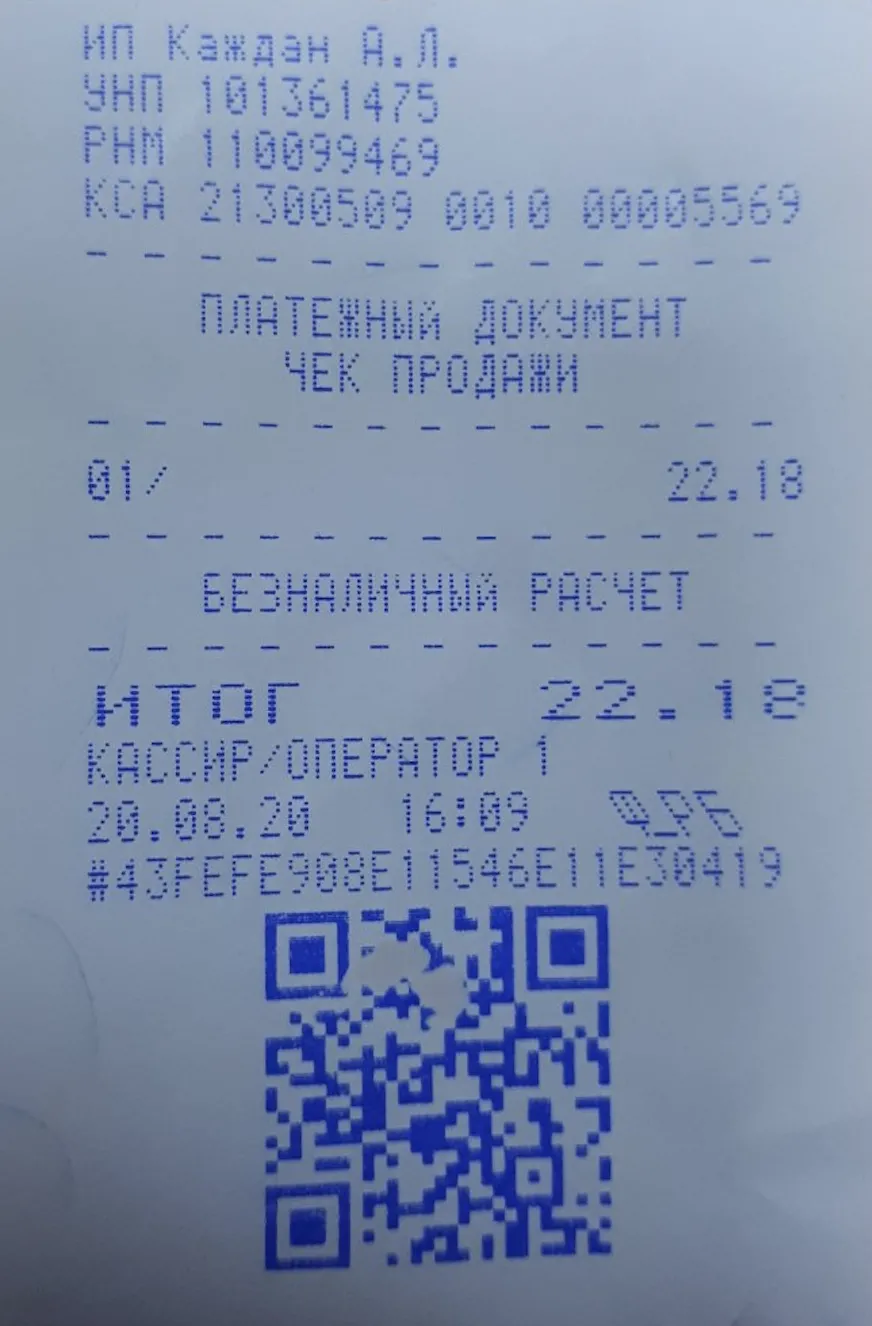 ИП Каждан А.Л.
УНП 101361475
РНМ 110099469
КСА 21300509 0010 00005569
ПЛАТЕЖНЫЙ ДОКУМЕНТ
ЧЕК ПРОДАЖИ
01/ 22.18
БЕЗНАЛИЧНЫЙ РАСЧЕТ
ИТОГ 22.18
КАССИР/ОПЕРАТОР 1
20.08.20 16:09
#43FEFE908E11546E11E30419